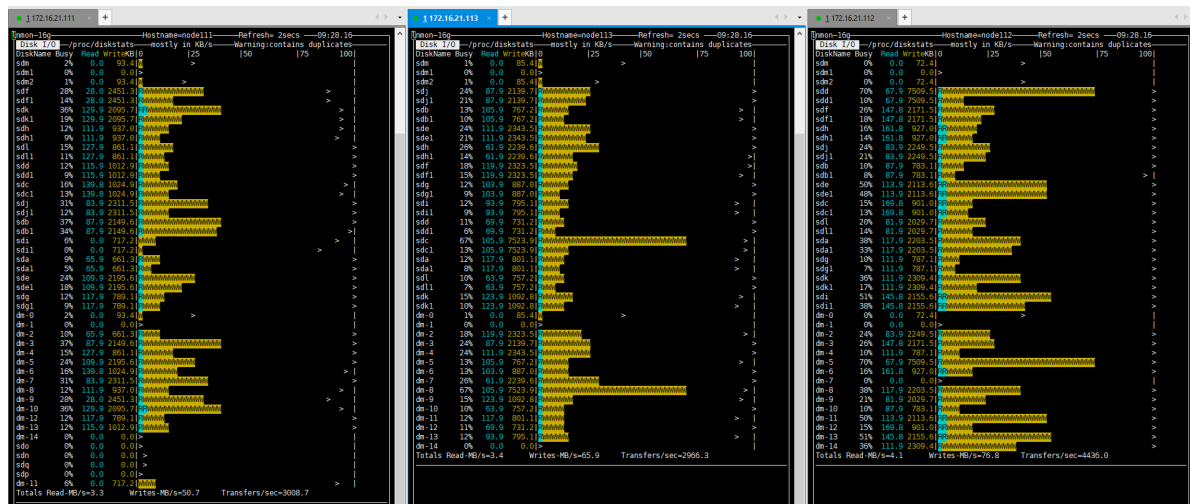 1 172.16.21.111
nmon-16g Hostname=node111 Refresh= 2secs 09:28.16
Disk I/O /proc/diskstats mostly in KB/s Warning:contains duplicates
DiskName Busy Read WriteKB|0 |25 100|
sdm 2% 0.0 93.4
sdm1 0% 0.0 0.0|>
sdm2 1% 0.0 93.4
sdf 28% 28.0 2451.3
sdf1 14% 28.0 2451.3
sdk 36% 129.9 2095.7
sdk1 19% 129.9 2095.7
sdh 12% 111.9 937.0
sdh1 9% 111.9 937.0
sdl 15% 127.9 861.1
sdl1 11% 127.9 861.1
sdd 12% 115.9 1012.9
sdd1 9% 115.9 1012.9
sdc 16% 139.8 1024.9
sdc1 13% 139.8 1024.9
sdj 31% 83.9 2311.5
sdj1 12% 83.9 2311.5
sdb 37% 87.9 2149.6
sdb1 34% 87.9 2149.6
sdi 6% 0.0 717.2
sdi1 0% 0.0 717.2
sda 9% 65.9 661.3
sda1 5% 65.9 661.3
sde 24% 109.9 2195.6
sde1 18% 109.9 2195.6
sdg 12% 117.9 789.1
sdg1 9% 117.9 789.1
dm-0 2% 0.0 93.4
dm-1 0% 0.0 0.0|>
dm-2 10% 65.9 661.3
dm-3 37% 87.9 2149.6
dm-4 15% 127.9 861.1
dm-5 24% 109.9 2195.6
dm-6 16% 139.8 1024.9
dm-7 31% 83.9 2311.5
dm-8 12% 111.9 937.0
dm-9 28% 28.0 2451.3
dm-10 36% 129.9 2095.7
dm-12 12% 117.9 789.1
dm-13 12% 115.9 1012.9
dm-14 0% 0.0 0.0|>
sdo 0% 0.0 0.0|>
sdn 0% 0.0 0.0|>
sdq 0% 0.0 0.0|>
sdp 0% 0.0 0.0|>
dm-11 6% 0.0 717.2
Totals Read-MB/s=3.3 Writes-MB/s=50.7 Transfers/sec=3008.7
1 172.16.21.113
nmon-16g Hostname=node113 Refresh= 2secs 09:28.16
Disk I/O /proc/diskstats mostly in KB/s Warning:contains duplicates
DiskName Busy Read WriteKB|0 |25 100|
sdm 1% 0.0 85.4
sdm1 0% 0.0 0.0|>
sdm2 1% 0.0 85.4
sdj 24% 87.9 2139.7
sdj1 21% 87.9 2139.7
sdb 13% 105.9 767.2
sdb1 10% 105.9 767.2
sde 24% 111.9 2343.5
sde1 21% 111.9 2343.5
sdh 26% 61.9 2239.6
sdh1 14% 61.9 2239.6
sdf 18% 119.9 2323.5
sdf1 15% 119.9 2323.5
sdg 12% 103.9 887.0
sdg1 9% 103.9 887.0
sdi 12% 93.9 795.1
sdi1 9% 93.9 795.1
sdd 11% 69.9 731.2
sdd1 6% 69.9 731.2
sdc 67% 105.9 7523.9
sdc1 13% 105.9 7523.9
sda 12% 117.9 801.1
sda1 8% 117.9 801.1
sdl 10% 63.9 757.2
sdl1 7% 63.9 757.2
sdk 15% 123.9 1092.8
sdk1 10% 123.9 1092.8
dm-0 1% 0.0 85.4
dm-1 0% 0.0 0.0|>
dm-2 18% 119.9 2323.5
dm-3 24% 87.9 2139.7
dm-4 24% 111.9 2343.5
dm-5 13% 105.9 767.2
dm-6 13% 103.9 887.0
dm-7 26% 61.9 2239.6
dm-8 67% 105.9 7523.9
dm-9 15% 123.9 1092.8
dm-10 10% 63.9 757.2
dm-11 12% 117.9 801.1
dm-12 11% 69.9 731.2
dm-13 12% 93.9 795.1
dm-14 0% 0.0 0.0|>
Totals Read-MB/s=3.4 Writes-MB/s=65.9 Transfers/sec=2966.3
1 172.16.21.112
nmon-16g Hostname=node112 Refresh= 2secs 09:28.16
Disk I/O /proc/diskstats mostly in KB/s Warning:contains duplicates
DiskName Busy Read WriteKB|0 |25 100|
sdm 0% 0.0 72.4
sdm1 0% 0.0 0.0|>
sdm2 0% 0.0 72.4
sdd 70% 67.9 7509.5
sdd1 10% 67.9 7509.5
sdf 26% 147.8 2171.5
sdf1 18% 147.8 2171.5
sdh 16% 161.8 927.0
sdh1 14% 161.8 927.0
sdj 24% 83.9 2249.5
sdj1 21% 83.9 2249.5
sdb 10% 87.9 783.1
sdb1 8% 87.9 783.1
sde 50% 113.9 2113.6
sde1 48% 113.9 2113.6
sdc 15% 169.8 901.0
sdc1 13% 169.8 901.0
sdl 20% 81.9 2029.7
sdl1 14% 81.9 2029.7
sda 38% 117.9 2203.5
sda1 33% 117.9 2203.5
sdg 10% 111.9 787.1
sdg1 7% 111.9 787.1
sdk 36% 111.9 2309.4
sdk1 17% 111.9 2309.4
sdi 51% 145.8 2155.6
sdi1 38% 145.8 2155.6
dm-0 0% 0.0 72.4
dm-1 0% 0.0 0.0|>
dm-2 24% 83.9 2249.5
dm-3 26% 147.8 2171.5
dm-4 10% 111.9 787.1
dm-5 70% 67.9 7509.5
dm-6 16% 161.8 927.0
dm-7 0% 0.0 0.0|>
dm-8 38% 117.9 2203.5
dm-9 21% 81.9 2029.7
dm-10 10% 87.9 783.1
dm-11 50% 113.9 2113.6
dm-12 15% 169.8 901.0
dm-13 51% 145.8 2155.6
dm-14 36% 111.9 2309.4
Totals Read-MB/s=4.1 Writes-MB/s=76.8 Transfers/sec=4436.0